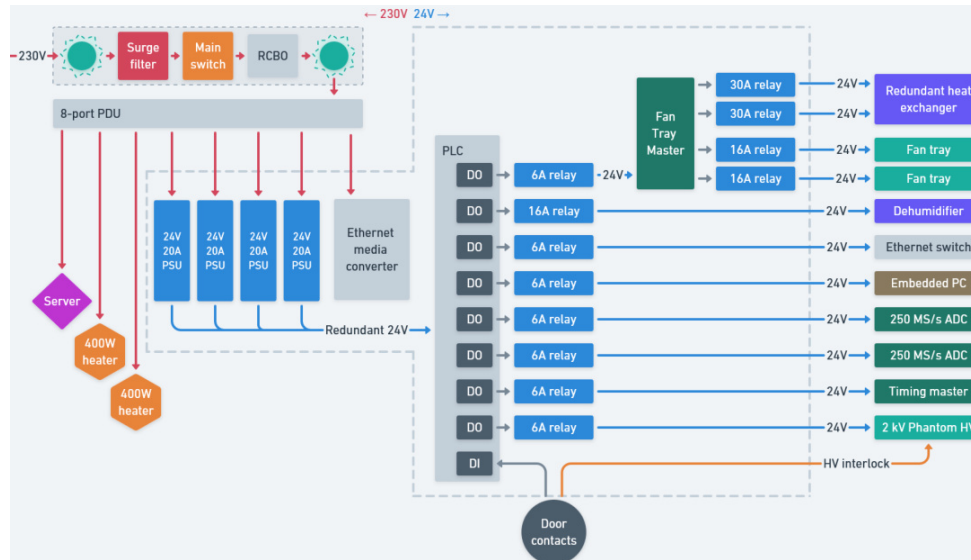 ← 230V 24V →
230V
Surge
filter
Main
switch
RCBO
8-port PDU
24V
20A
PSU
24V
20A
PSU
24V
20A
PSU
24V
20A
PSU
Ethernet
media
converter
Server
400W
heater
400W
heater
Redundant 24V
PLC
DO
6A relay
24V
Fan
Tray
Master
30A relay
24V
30A relay
24V
Redundant heat
exchanger
16A relay
24V
Fan tray
16A relay
24V
Fan tray
DO
16A relay
24V
Dehumidifier
DO
6A relay
24V
Ethernet switch
DO
6A relay
24V
Embedded PC
DO
6A relay
24V
250 MS/s ADC
DO
6A relay
24V
250 MS/s ADC
DO
6A relay
24V
Timing master
DO
6A relay
24V
2 kV Phantom HV
DI
HV interlock
Door
contacts